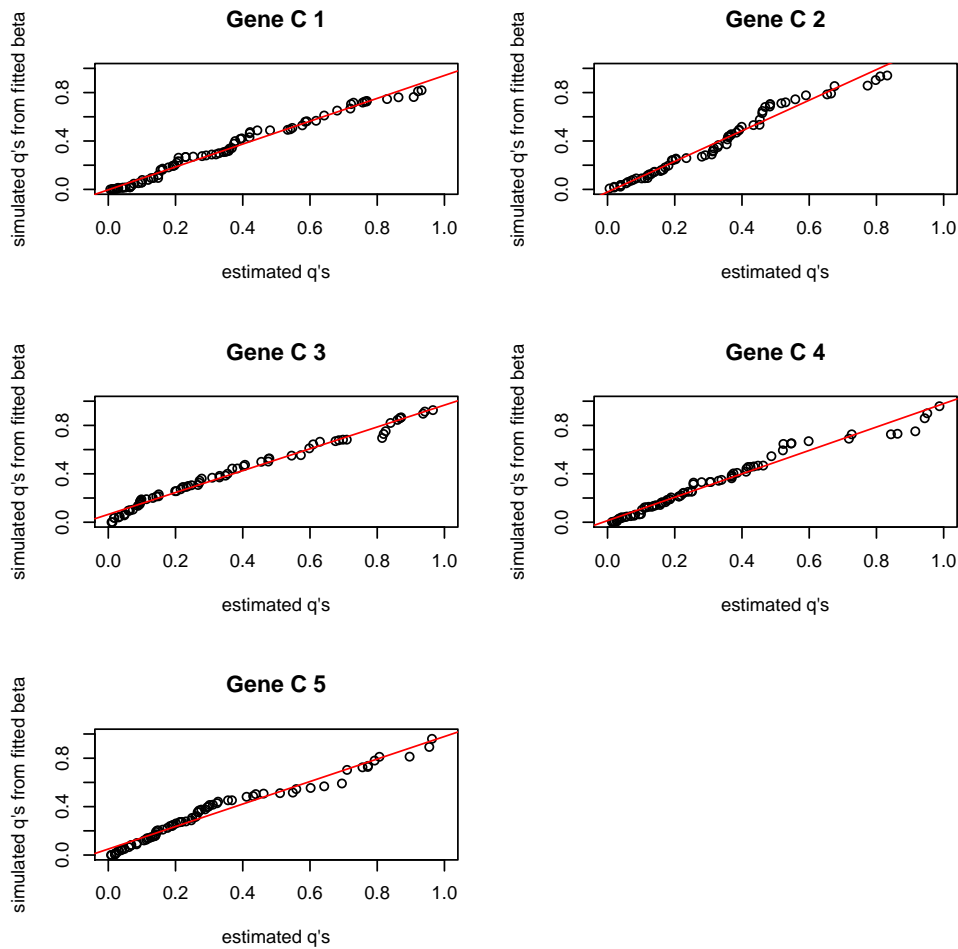 Gene C 1
simulated q's from fitted beta
0.0 0.4 0.8
0.0 0.2 0.4 0.6 0.8 1.0
estimated q's
Gene C 2
simulated q's from fitted beta
0.0 0.4 0.8
0.0 0.2 0.4 0.6 0.8 1.0
estimated q's
Gene C 3
simulated q's from fitted beta
0.0 0.4 0.8
0.0 0.2 0.4 0.6 0.8 1.0
estimated q's
Gene C 4
simulated q's from fitted beta
0.0 0.4 0.8
0.0 0.2 0.4 0.6 0.8 1.0
estimated q's
Gene C 5
simulated q's from fitted beta
0.0 0.4 0.8
0.0 0.2 0.4 0.6 0.8 1.0
estimated q's